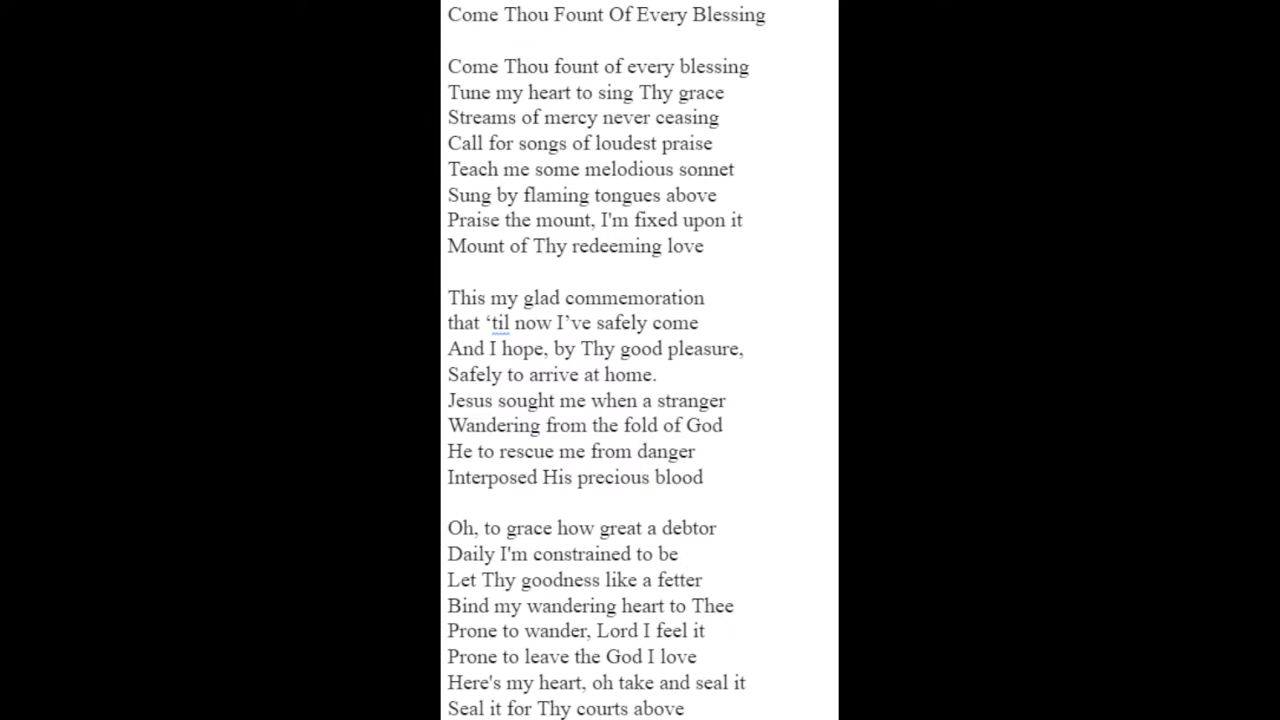 Come Thou Fount Of Every Blessing
Come Thou fount of every blessing
Tune my heart to sing Thy grace
Streams of mercy never ceasing
Call for songs of loudest praise
Teach me some melodious sonnet
Sung by flaming tongues above
Praise the mount, I'm fixed upon it
Mount of Thy redeeming love
This my glad commemoration
that ‘til now I’ve safely come
And I hope, by Thy good pleasure,
Safely to arrive at home.
Jesus sought me when a stranger
Wandering from the fold of God
He to rescue me from danger
Interposed His precious blood
Oh, to grace how great a debtor
Daily I'm constrained to be
Let Thy goodness like a fetter
Bind my wandering heart to Thee
Prone to wander, Lord I feel it
Prone to leave the God I love
Here's my heart, oh take and seal it
Seal it for Thy courts above